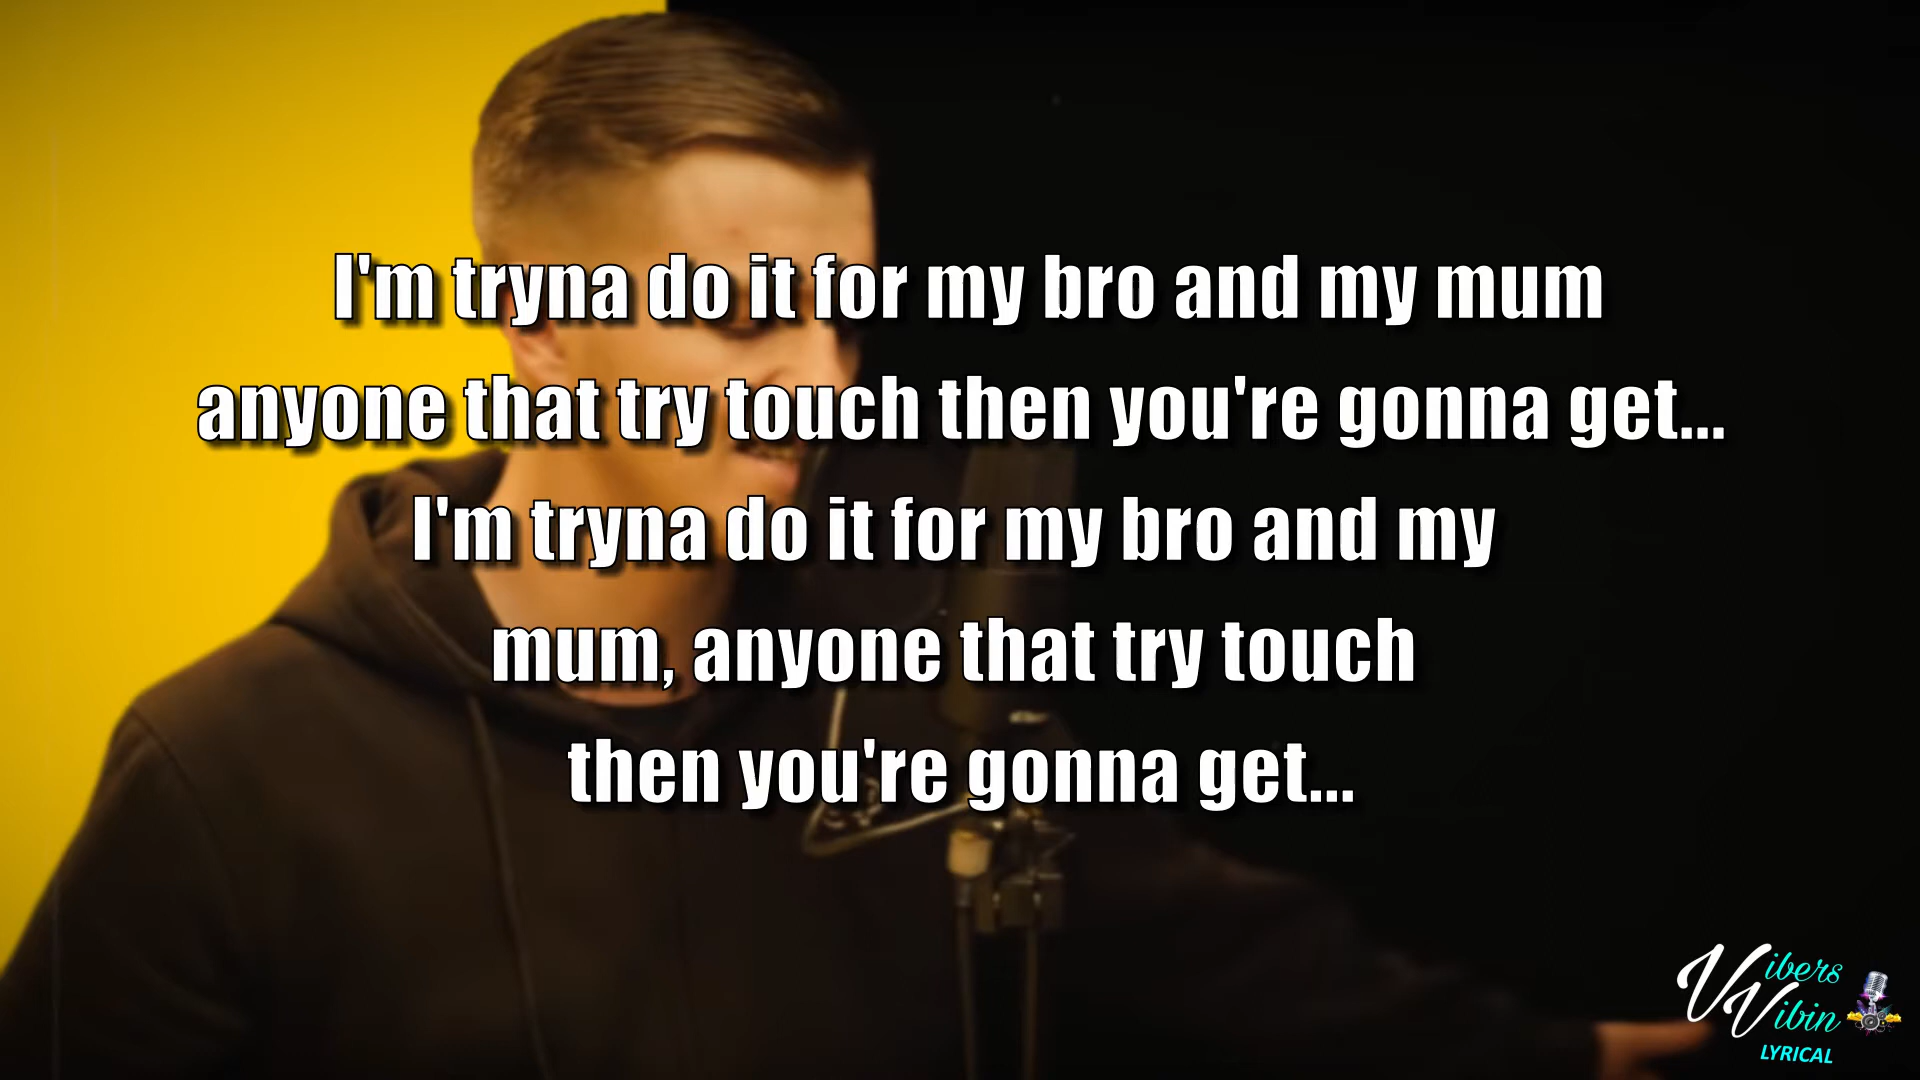 I'm tryna do it for my bro and my mum
anyone that try touch then you're gonna get...
I'm tryna do it for my bro and my
mum, anyone that try touch
then you're gonna get...
Vibers
Vibin
LYRICAL